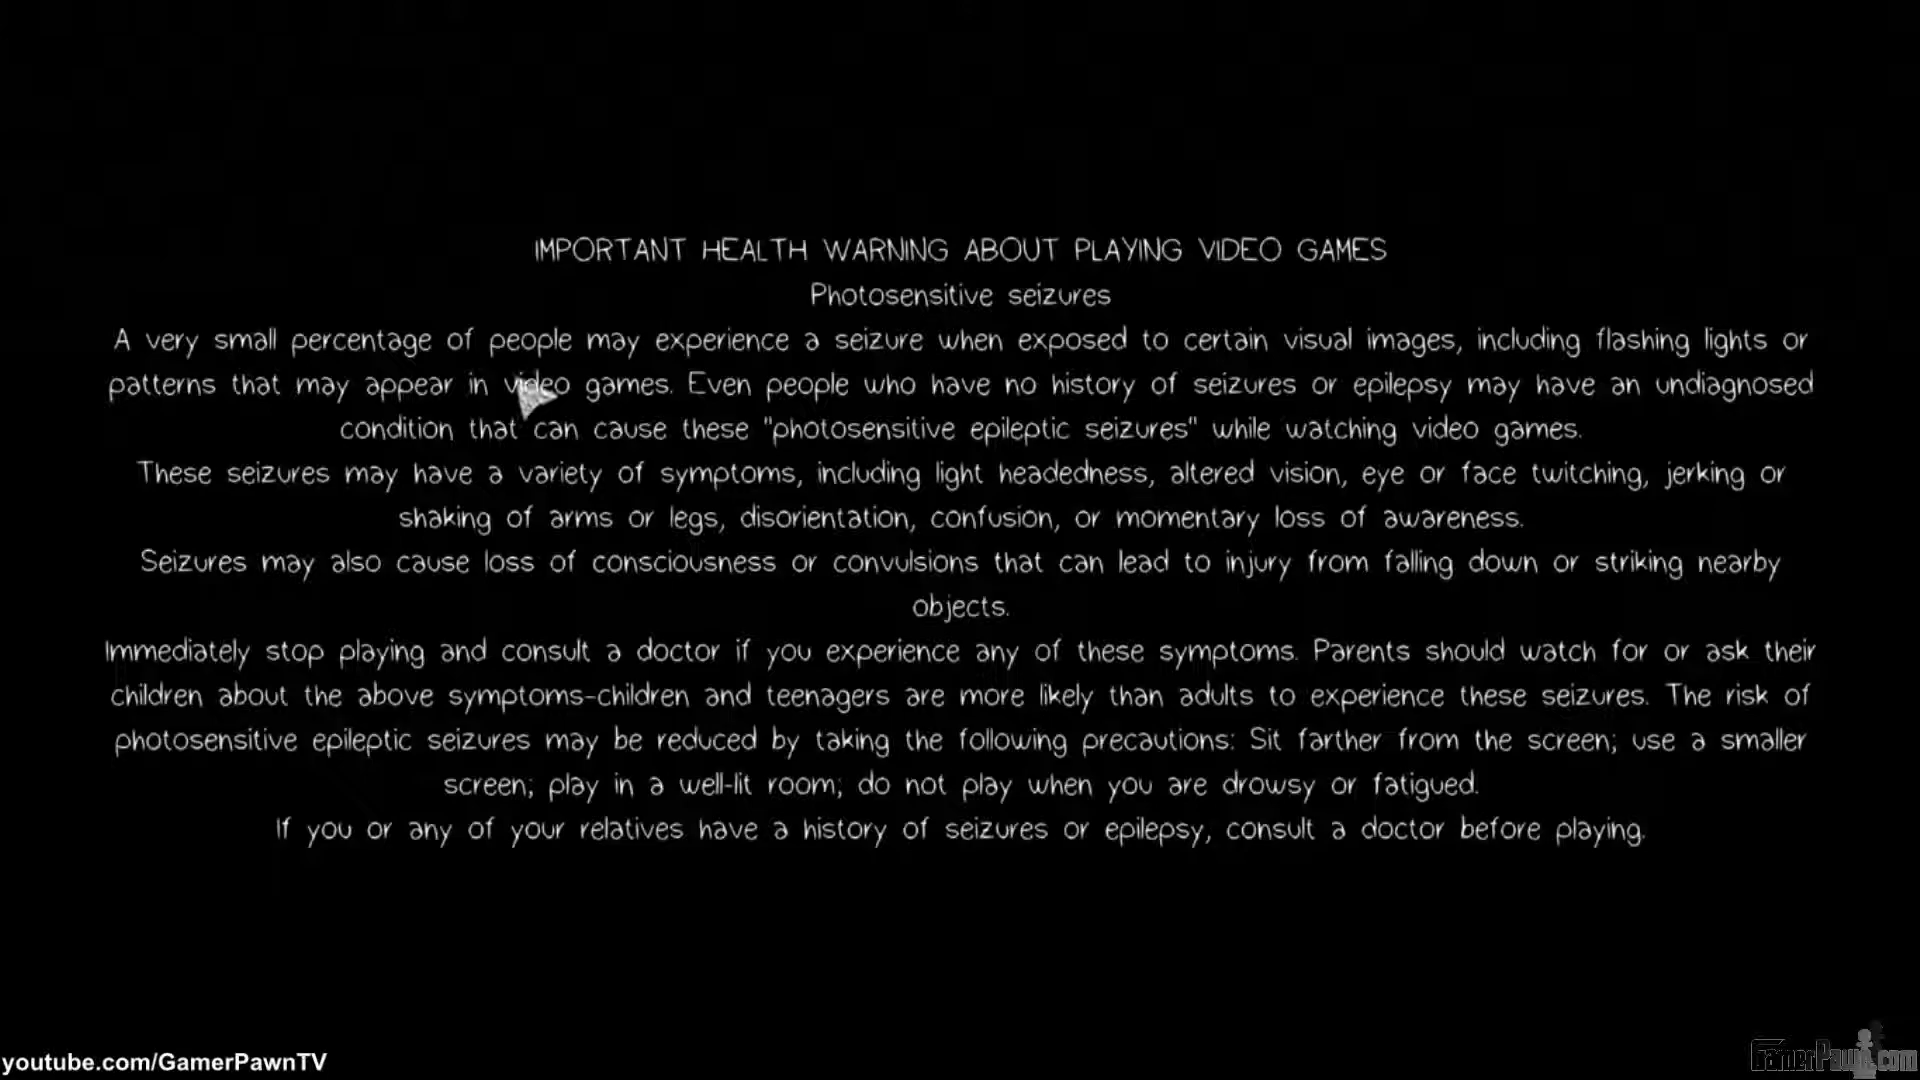 IMPORTANT HEALTH WARNING ABOUT PLAYING VIDEO GAMES
Photosensitive seizures
A very small percentage of people may experience a seizure when exposed to certain visual images, including flashing lights or
patterns that may appear in video games. Even people who have no history of seizures or epilepsy may have an undiagnosed
condition that can cause these "photosensitive epileptic seizures" while watching video games.
These seizures may have a variety of symptoms, including light headedness, altered vision, eye or face twitching, jerking or
shaking of arms or legs, disorientation, confusion, or momentary loss of awareness.
Seizures may also cause loss of consciousness or convulsions that can lead to injury from falling down or striking nearby
objects.
Immediately stop playing and consult a doctor if you experience any of these symptoms. Parents should watch for or ask their
children about the above symptoms-children and teenagers are more likely than adults to experience these seizures. The risk of
photosensitive epileptic seizures may be reduced by taking the following precautions: Sit farther from the screen; use a smaller
screen; play in a well-lit room; do not play when you are drowsy or fatigued.
If you or any of your relatives have a history of seizures or epilepsy, consult a doctor before playing.
youtube.com/GamerPawnTV
GamerPawn.com